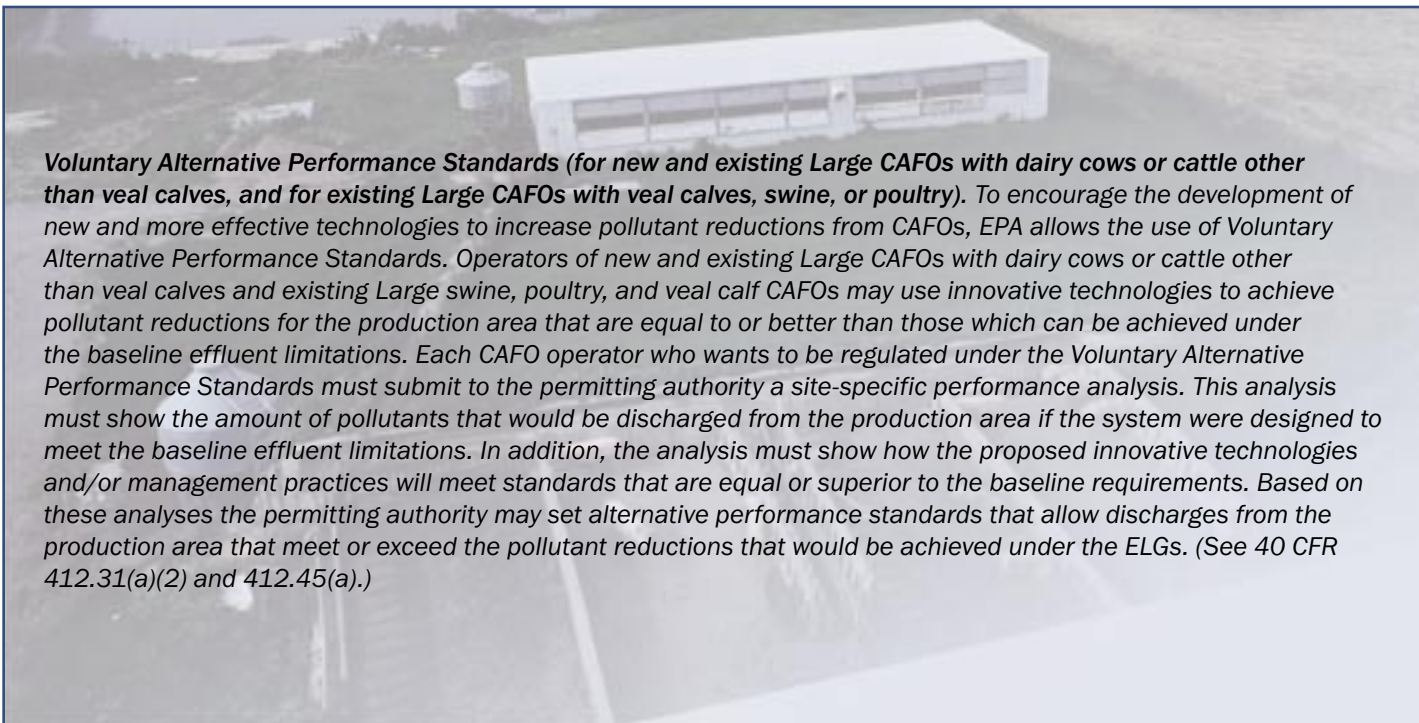 Voluntary Alternative Performance Standards (for new and existing Large CAFOs with dairy cows or cattle other
than veal calves, and for existing Large CAFOs with veal calves, swine, or poultry). To encourage the development of
new and more effective technologies to increase pollutant reductions from CAFOs, EPA allows the use of Voluntary
Alternative Performance Standards. Operators of new and existing Large CAFOs with dairy cows or cattle other
than veal calves and existing Large swine, poultry, and veal calf CAFOs may use innovative technologies to achieve
pollutant reductions for the production area that are equal to or better than those which can be achieved under
the baseline effluent limitations. Each CAFO operator who wants to be regulated under the Voluntary Alternative
Performance Standards must submit to the permitting authority a site-specific performance analysis. This analysis
must show the amount of pollutants that would be discharged from the production area if the system were designed to
meet the baseline effluent limitations. In addition, the analysis must show how the proposed innovative technologies
and/or management practices will meet standards that are equal or superior to the baseline requirements. Based on
these analyses the permitting authority may set alternative performance standards that allow discharges from the
production area that meet or exceed the pollutant reductions that would be achieved under the ELGs. (See 40 CFR
412.31(a)(2) and 412.45(a).)